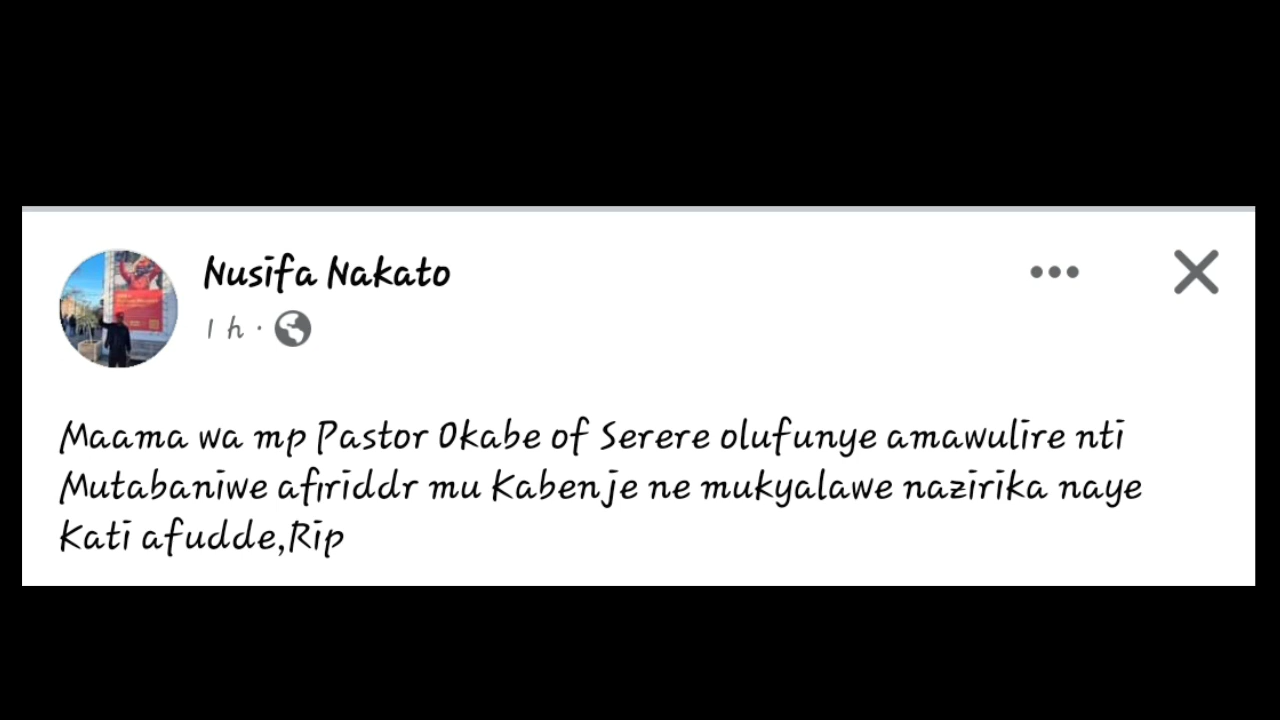 Nusifa Nakato
1 h ·
Maama wa mp Pastor Okabe of Serere olufunye amawulire nti
Mutabaniwe afiriddr mu Kabenje ne mukyalawe nazirika naye
Kati afudde,Rip